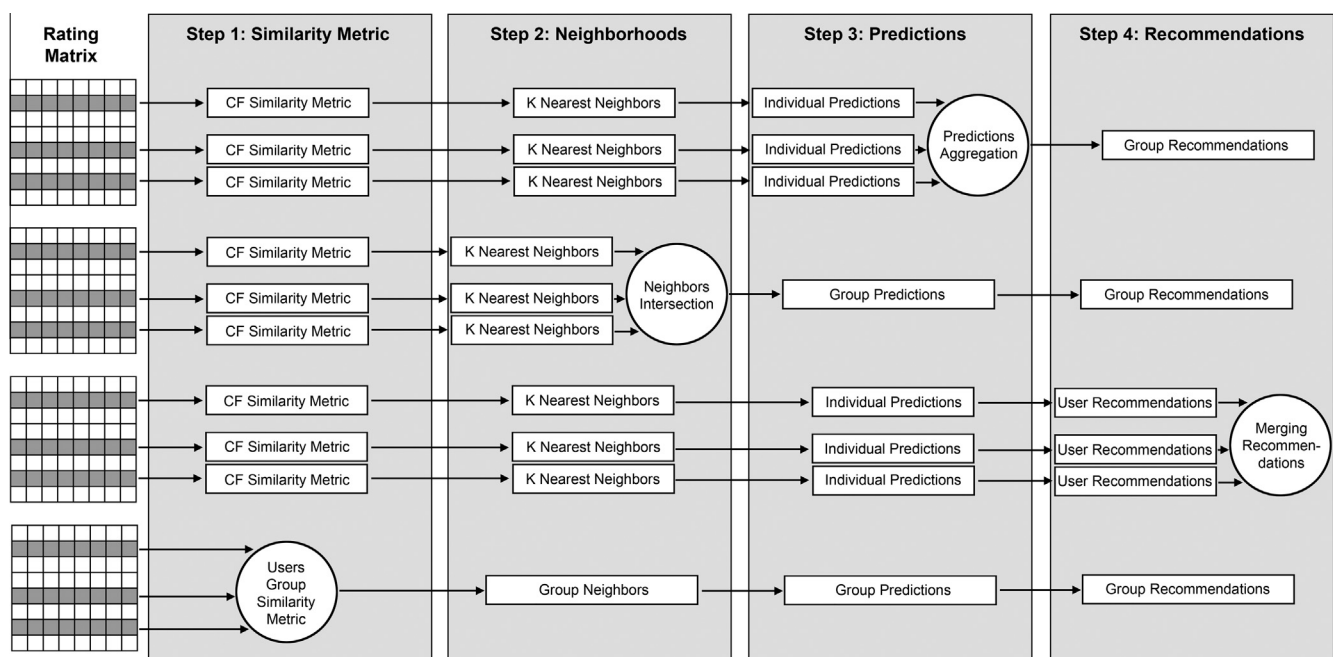 Rating
Matrix
Step 1: Similarity Metric
Step 2: Neighborhoods
Step 3: Predictions
Step 4: Recommendations
CF Similarity Metric
K Nearest Neighbors
Individual Predictions
CF Similarity Metric
K Nearest Neighbors
Individual Predictions
CF Similarity Metric
K Nearest Neighbors
Individual Predictions
Predictions
Aggregation
Group Recommendations
CF Similarity Metric
K Nearest Neighbors
CF Similarity Metric
K Nearest Neighbors
CF Similarity Metric
K Nearest Neighbors
Neighbors
Intersection
Group Predictions
Group Recommendations
CF Similarity Metric
K Nearest Neighbors
Individual Predictions
User Recommendations
CF Similarity Metric
K Nearest Neighbors
Individual Predictions
User Recommendations
CF Similarity Metric
K Nearest Neighbors
Individual Predictions
User Recommendations
Merging
Recommen-
dations
Users
Group
Similarity
Metric
Group Neighbors
Group Predictions
Group Recommendations